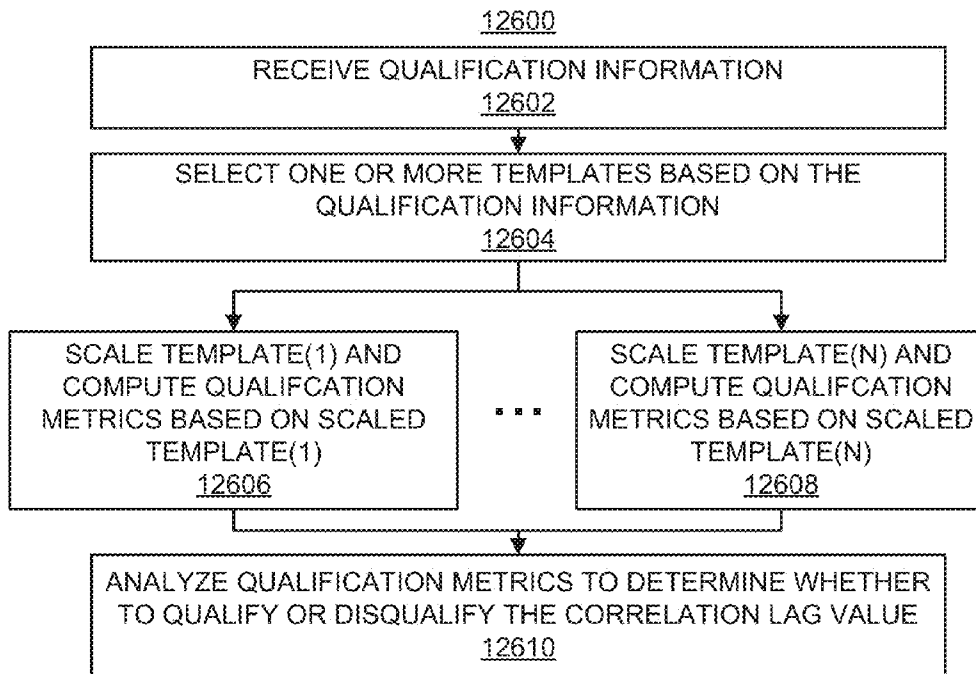 12600
RECEIVE QUALIFICATION INFORMATION
12602
SELECT ONE OR MORE TEMPLATES BASED ON THE
QUALIFICATION INFORMATION
12604
SCALE TEMPLATE(1) AND
COMPUTE QUALIFCATION
METRICS BASED ON SCALED
TEMPLATE(1)
12606
...
SCALE TEMPLATE(N) AND
COMPUTE QUALIFCATION
METRICS BASED ON SCALED
TEMPLATE(N)
12608
ANALYZE QUALIFICATION METRICS TO DETERMINE WHETHER
TO QUALIFY OR DISQUALIFY THE CORRELATION LAG VALUE
12610